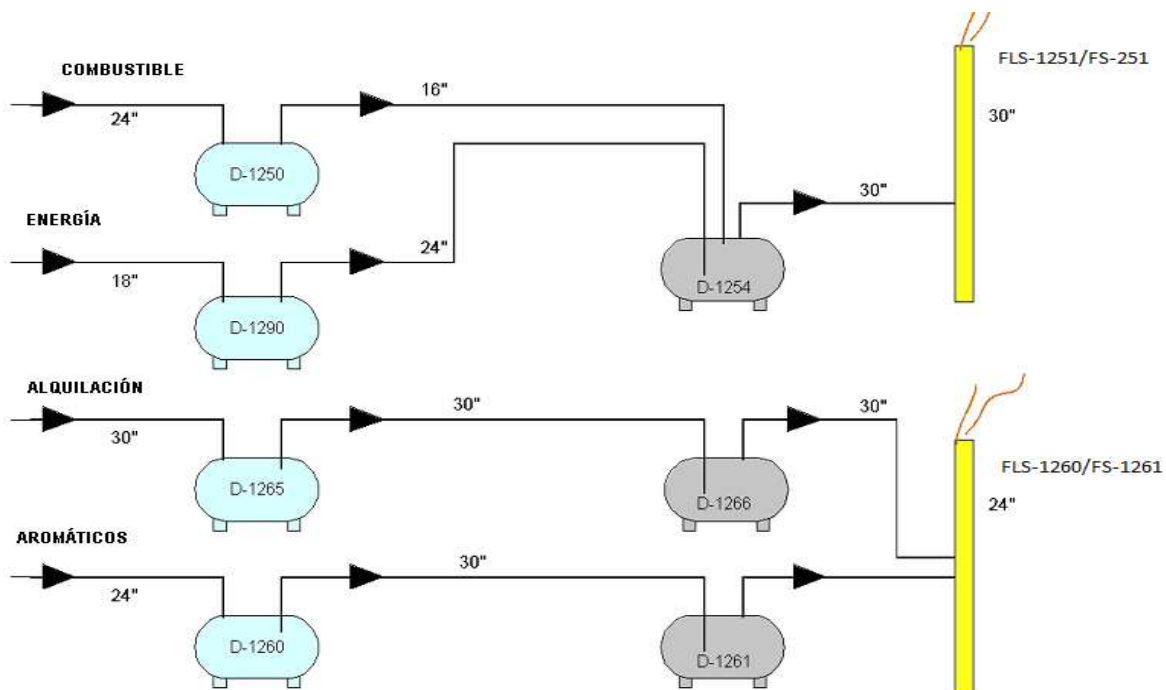 COMBUSTIBLE
24"
D-1250
16"
FLS-1251/FS-251
30"
30"
ENERGÍA
18"
D-1290
24"
D-1254
ALQUILACIÓN
30"
D-1265
30"
D-1266
30"
FLS-1260/FS-1261
24"
AROMÁTICOS
24"
D-1260
30"
D-1261